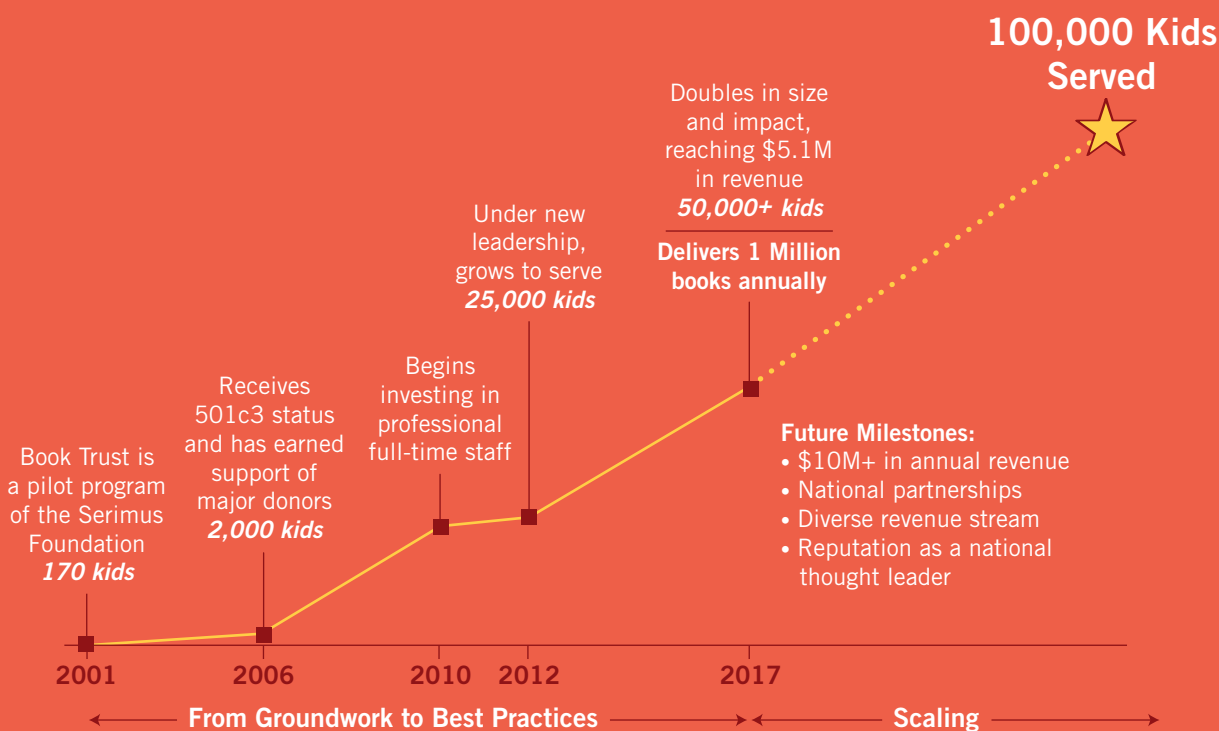 100,000 Kids
Served
Doubles in size
and impact,
reaching $5.1M
in revenue
50,000+ kids
Delivers 1 Million
books annually
Under new
leadership,
grows to serve
25,000 kids
Begins
investing in
professional
full-time staff
Receives
501c3 status
and has earned
support of
major donors
2,000 kids
Book Trust is
a pilot program
of the Serimus
Foundation
170 kids
Future Milestones:
• $10M+ in annual revenue
• National partnerships
• Diverse revenue stream
• Reputation as a national
thought leader
2001
2006
2010
2012
2017
From Groundwork to Best Practices
Scaling